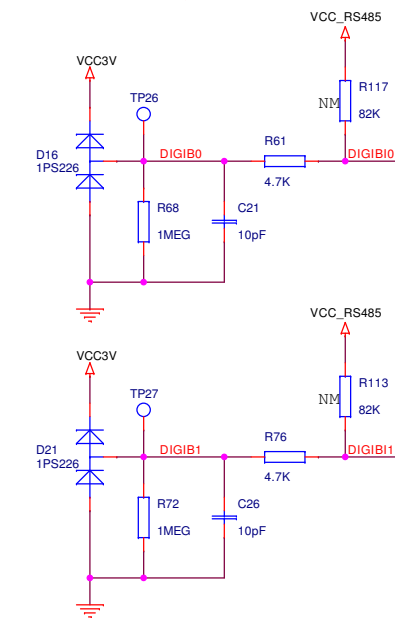 VCC_RS485
VCC3V
R117
TP26
NM
82K
R61
D16
1PS226
DIGIB0
DIGIBI0
4.7K
R68
C21
1MEG
10pF
VCC_RS485
VCC3V
R113
TP27
NM
82K
R76
D21
1PS226
DIGIB1
DIGIBI1
4.7K
R72
C26
1MEG
10pF